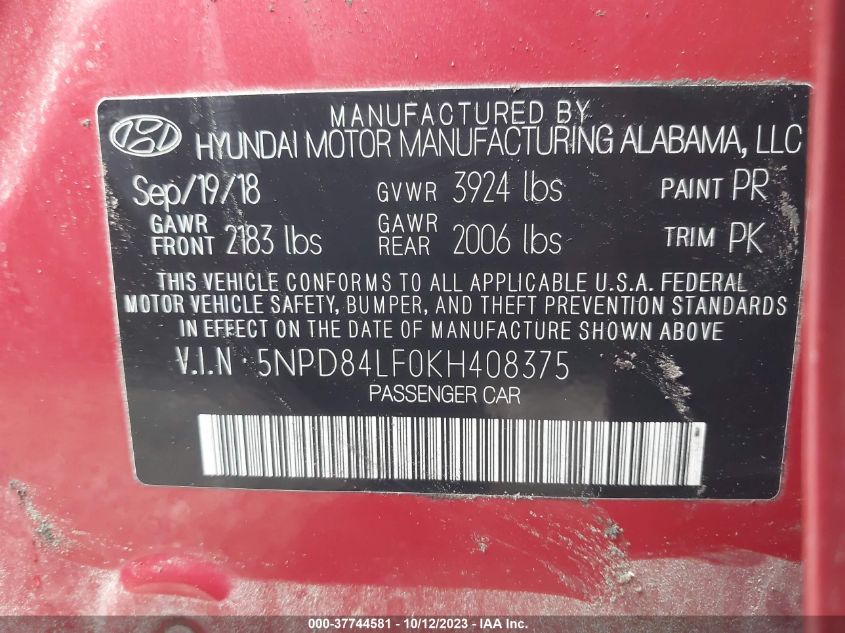 MANUFACTURED BY
HYUNDAI MOTOR MANUFACTURING ALABAMA, LLC
Sep/19/18 GVWR 3924 lbs PAINT PR
GAWR FRONT 2183 lbs GAWR REAR 2006 lbs TRIM PK
THIS VEHICLE CONFORMS TO ALL APPLICABLE U.S.A. FEDERAL
MOTOR VEHICLE SAFETY, BUMPER, AND THEFT PREVENTION STANDARDS
IN EFFECT ON THE DATE OF MANUFACTURE SHOWN ABOVE
V.I.N : 5NPD84LF0KH408375
PASSENGER CAR
000-37744581 - 10/12/2023 - IAA Inc.